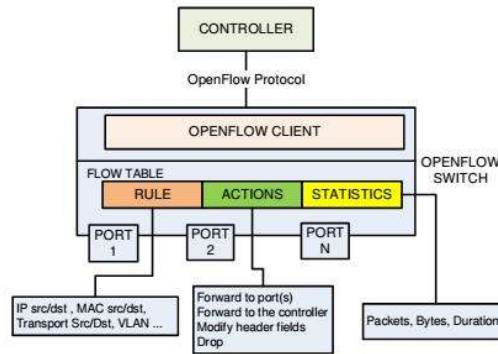 CONTROLLER
OpenFlow Protocol
OPENFLOW CLIENT
OPENFLOW
SWITCH
FLOW TABLE
RULE
ACTIONS
STATISTICS
PORT
1
PORT
2
PORT
N
IP src/dst , MAC src/dst,
Transport Src/Dst, VLAN ...
Forward to port(s)
Forward to the controller
Modify header fields
Drop
Packets, Bytes, Duration